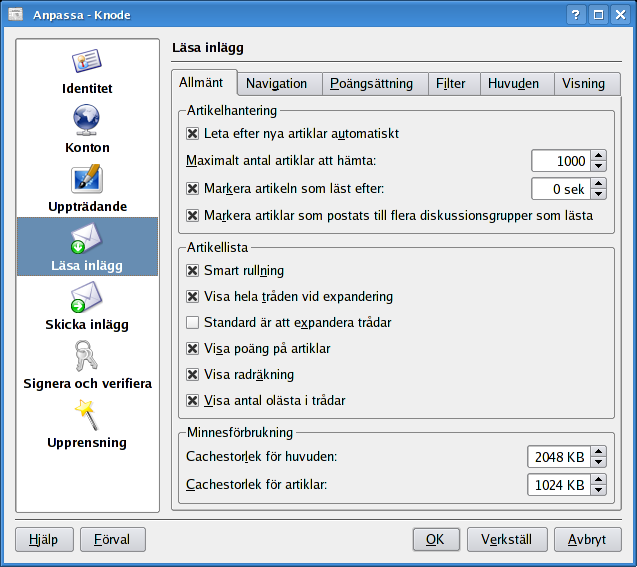 Anpassa - Knode
Identitet
Konton
Uppträdande
Läsa inlägg
Skicka inlägg
Signera och verifiera
Upprensning
Läsa inlägg
Allmänt Navigation Poängsättning Filter Huvuden Visning
Artikelhantering
Leta efter nya artiklar automatiskt
Maximalt antal artiklar att hämta: 1000
Markera artikeln som läst efter: 0 sek
Markera artiklar som postats till flera diskussionsgrupper som lästa
Artikellista
Smart rullning
Visa hela tråden vid expandering
Standard är att expandera trådar
Visa poäng på artiklar
Visa radräkning
Visa antal olästa i trådar
Minnesförbrukning
Cachestorlek för huvuden: 2048 KB
Cachestorlek för artiklar: 1024 KB
Hjälp Förval OK Verkställ Avbryt